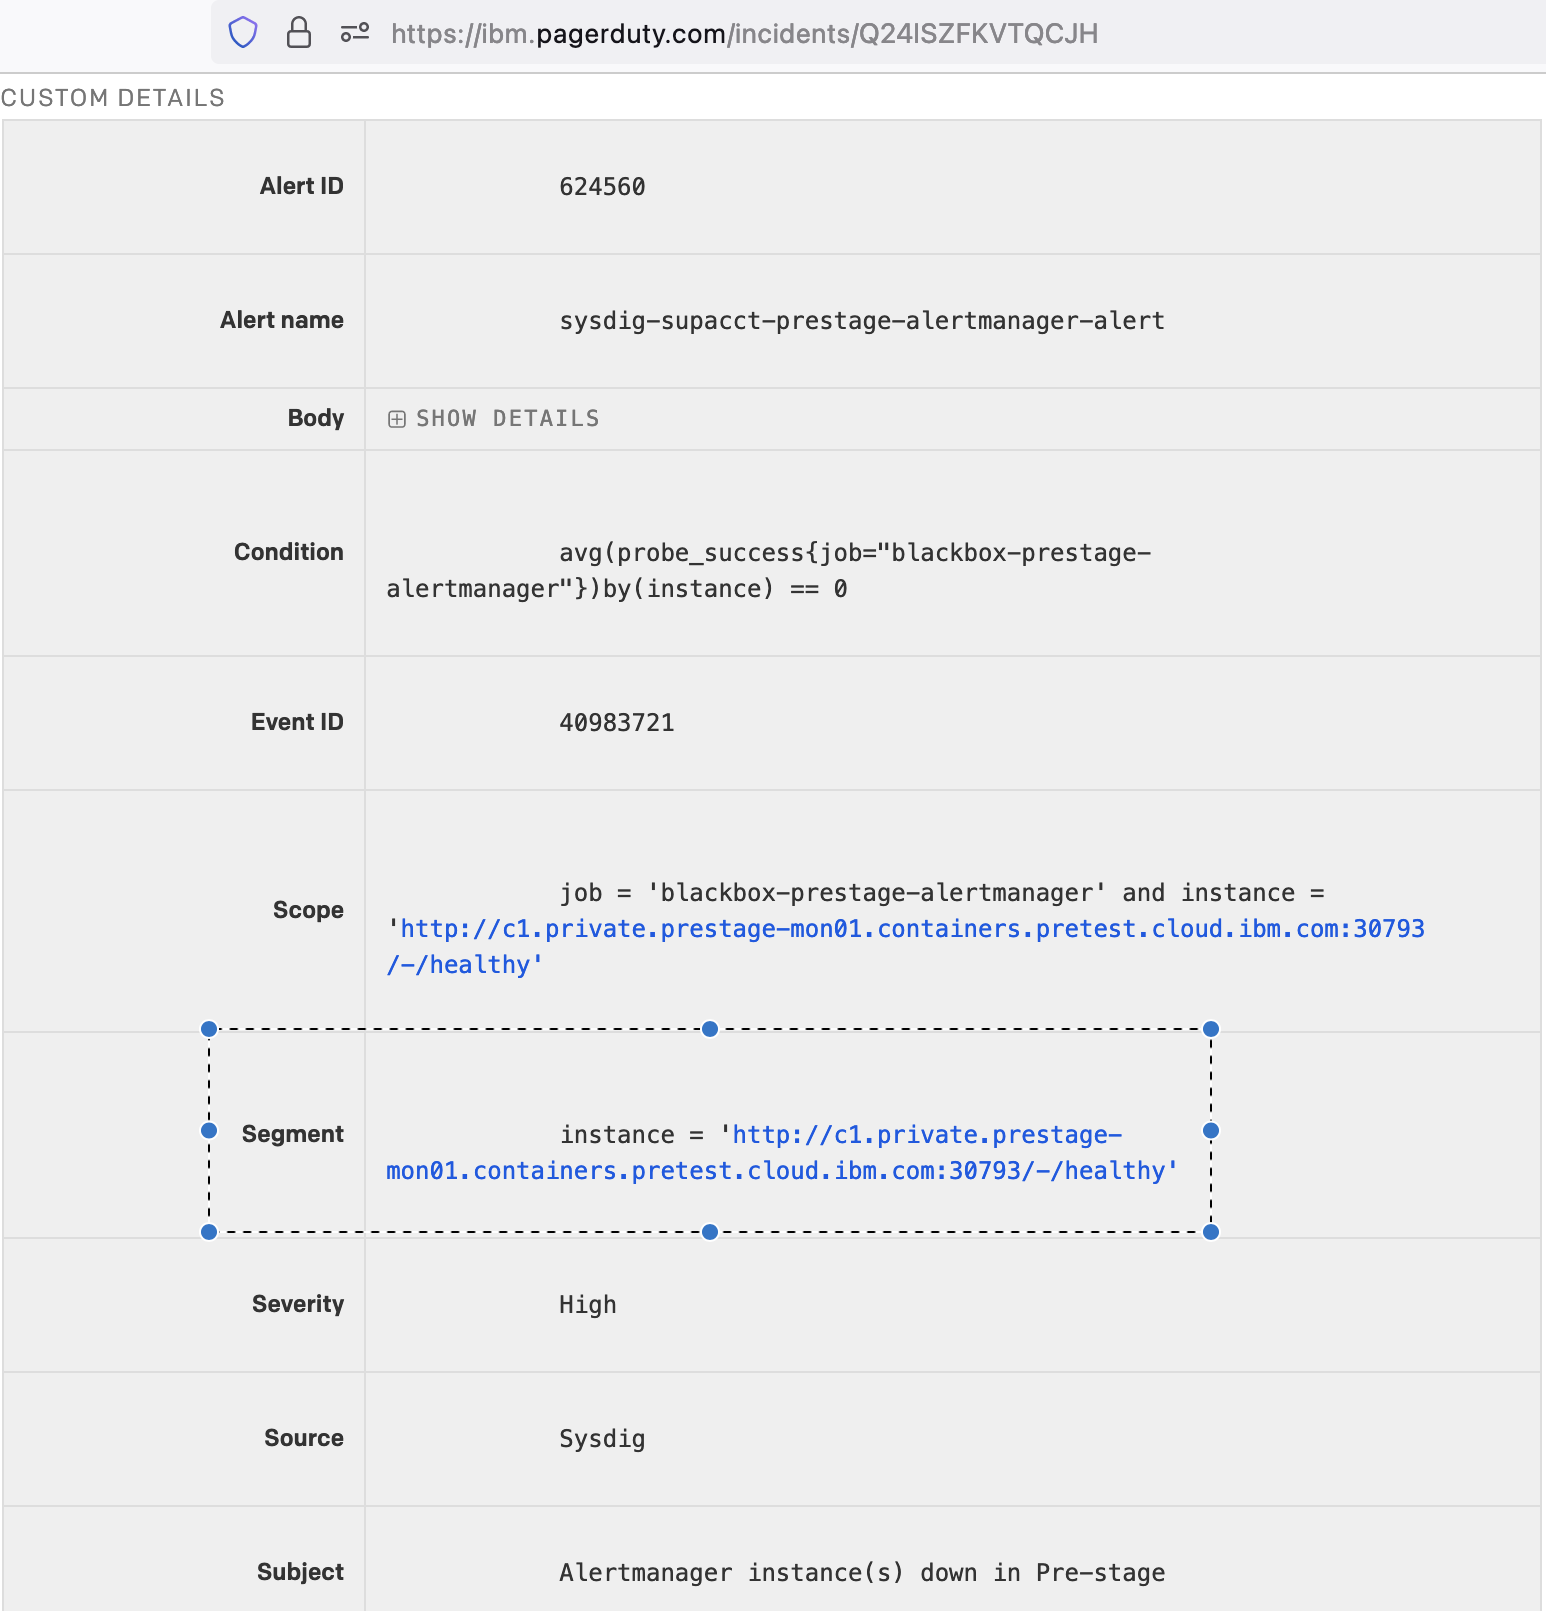 https://ibm.pagerduty.com/incidents/Q24ISZFKVTQCJH
CUSTOM DETAILS
Alert ID 624560
Alert name sysdig-supacct-prestage-alertmanager-alert
Body SHOW DETAILS
Condition avg(probe_success{job="blackbox-prestage-
alertmanager"})by(instance) == 0
Event ID 40983721
Scope job = 'blackbox-prestage-alertmanager' and instance =
'http://c1.private.prestage-mon01.containers.pretest.cloud.ibm.com:30793
/-/healthy'
Segment instance = 'http://c1.private.prestage-
mon01.containers.pretest.cloud.ibm.com:30793/-/healthy'
Severity High
Source Sysdig
Subject Alertmanager instance(s) down in Pre-stage